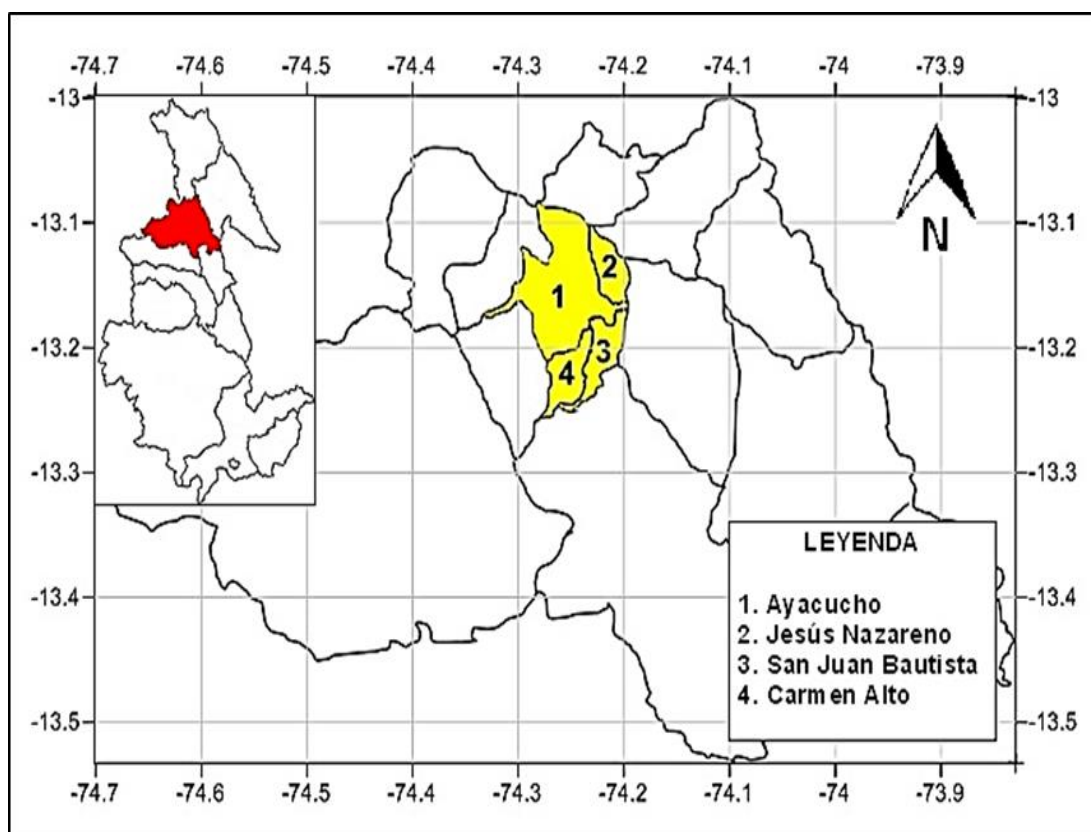 -74.7 -74.6 -74.5 -74.4 -74.3 -74.2 -74.1 -74 -73.9
-13 -13
-13.1 -13.1
N
2
1
-13.2 -13.2
3
4
-13.3 -13.3
LEYENDA
-13.4 -13.4
1. Ayacucho
2. Jesús Nazareno
3. San Juan Bautista
4. Carmen Alto
-13.5 -13.5
-74.7 -74.6 -74.5 -74.4 -74.3 -74.2 -74.1 -74 -73.9